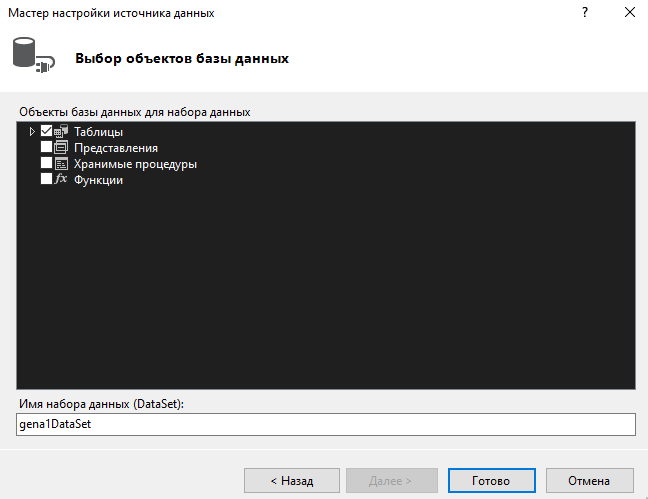 Мастер настройки источника данных
?
Выбор объектов базы данных
Объекты базы данных для набора данных
Таблицы
Представления
Хранимые процедуры
fx Функции
Имя набора данных (DataSet):
gena1DataSet
< Назад Далее > Готово Отмена